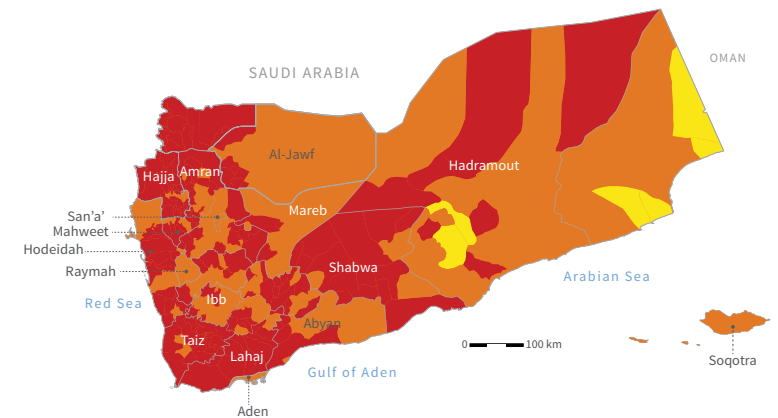 SAUDI ARABIA
OMAN
Al-Jawf
Hajja
Amran
Hadramout
Mareb
San’a’
Mahweet
Hodeidah
Raymah
Shabwa
Arabian Sea
Red Sea
Ibb
Abyan
Taiz
Lahaj
0 100 km
Gulf of Aden
Soqotra
Aden